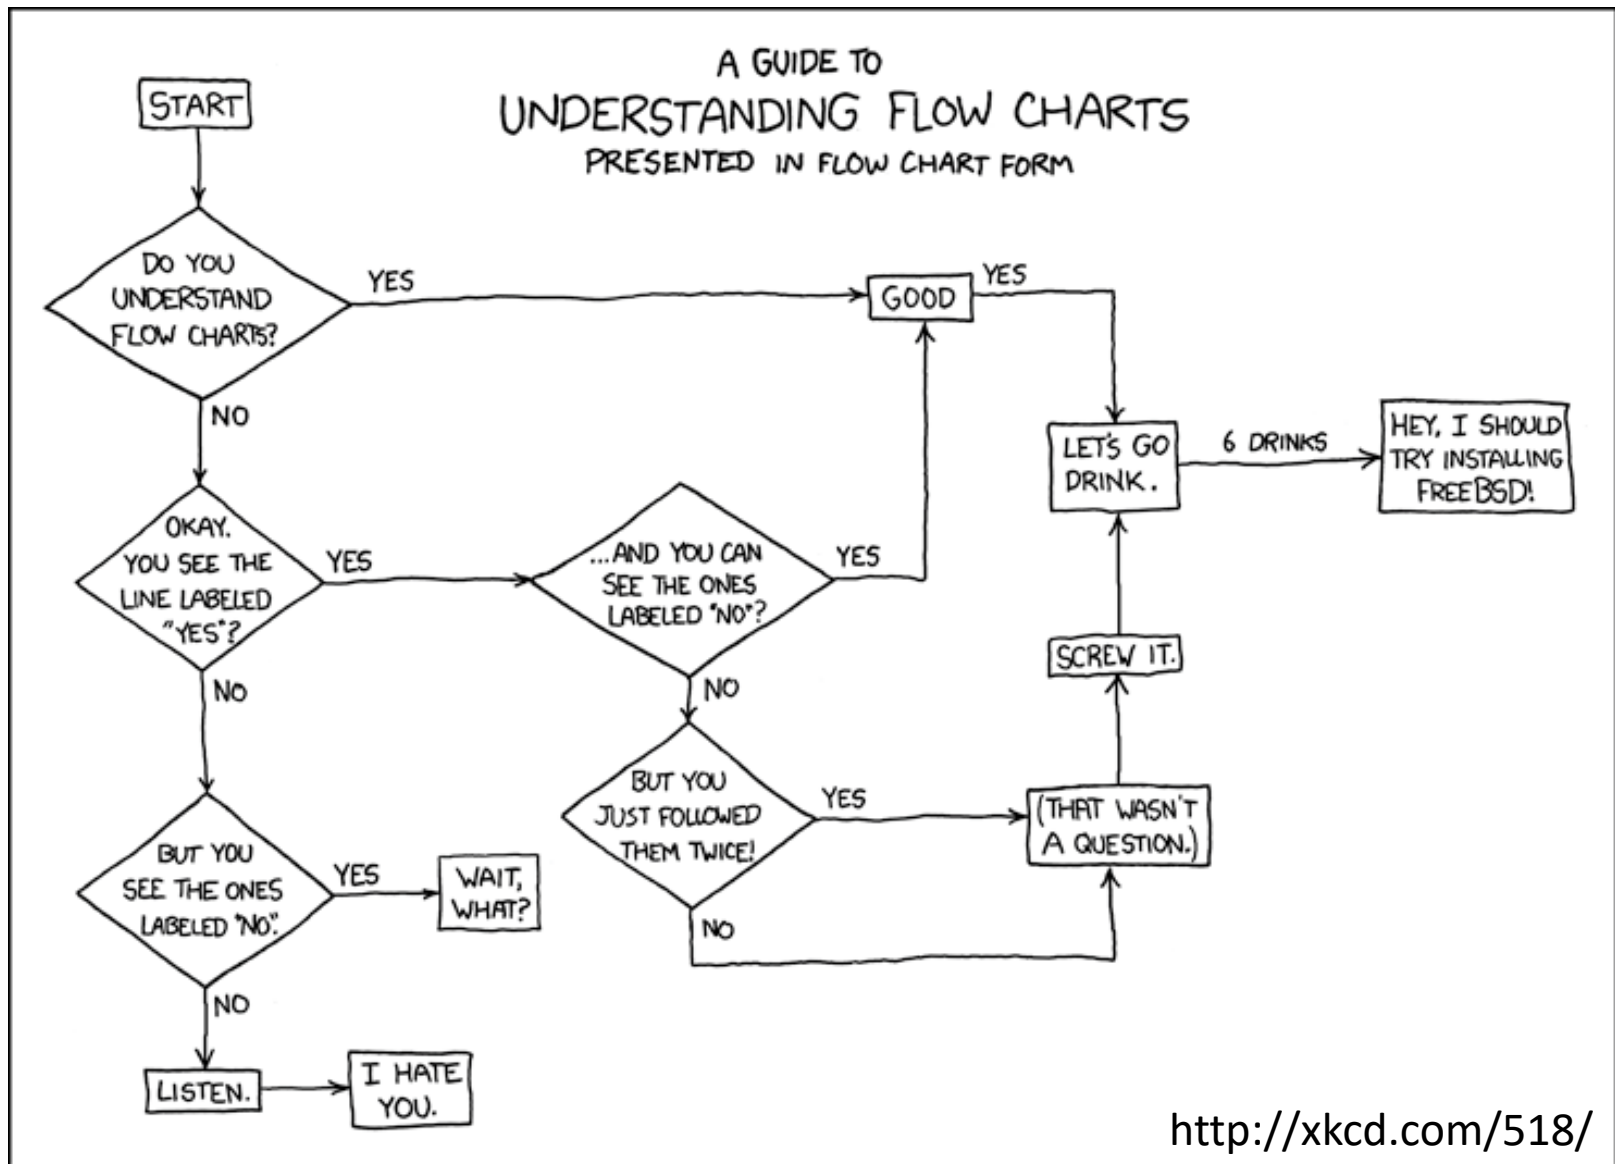 A GUIDE TO
UNDERSTANDING FLOW CHARTS
PRESENTED IN FLOW CHART FORM
START
DO YOU
UNDERSTAND
FLOW CHARTS?
YES
GOOD
YES
NO
LET'S GO
DRINK.
6 DRINKS
HEY, I SHOULD
TRY INSTALLING
FREEBSD!
OKAY.
YOU SEE THE
LINE LABELED
"YES"?
YES
...AND YOU CAN
SEE THE ONES
LABELED "NO"?
YES
NO
NO
SCREW IT.
BUT YOU
JUST FOLLOWED
THEM TWICE!
YES
(THAT WASN'T
A QUESTION.)
NO
BUT YOU
SEE THE ONES
LABELED "NO".
YES
WAIT,
WHAT?
NO
LISTEN.
I HATE
YOU.
http://xkcd.com/518/